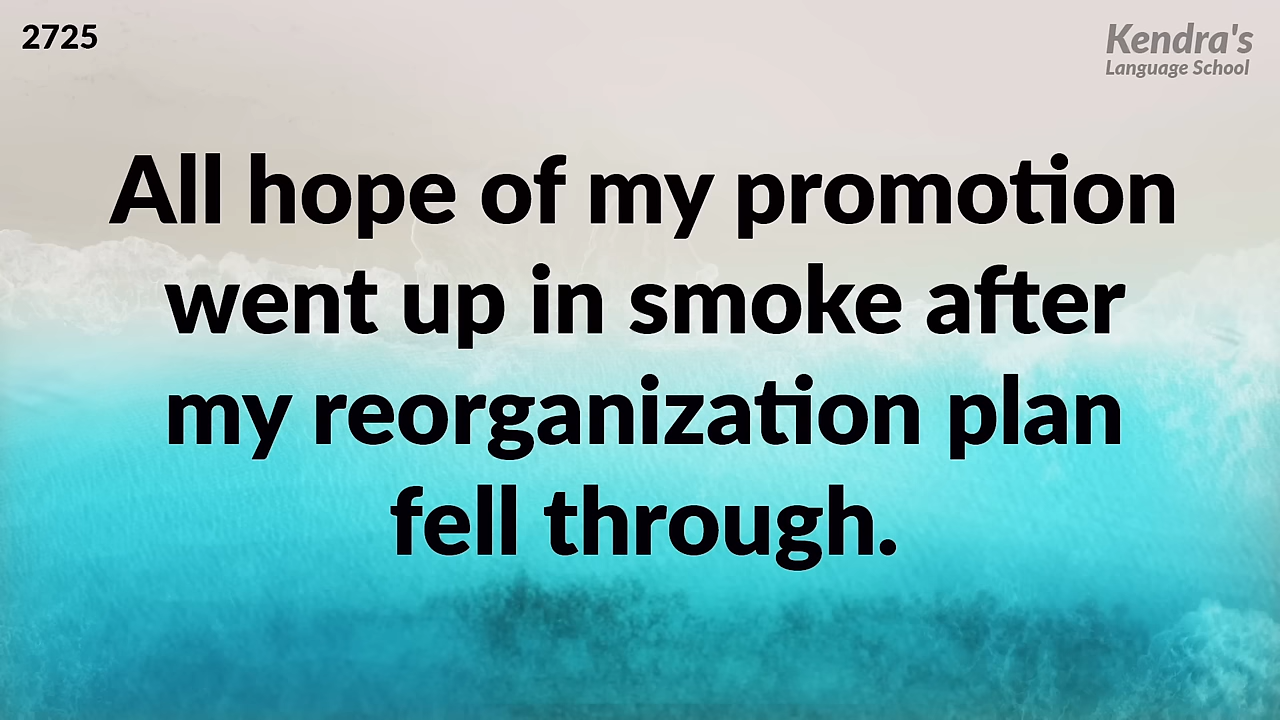 2725
Kendra's
Language School
All hope of my promotion
went up in smoke after
my reorganization plan
fell through.